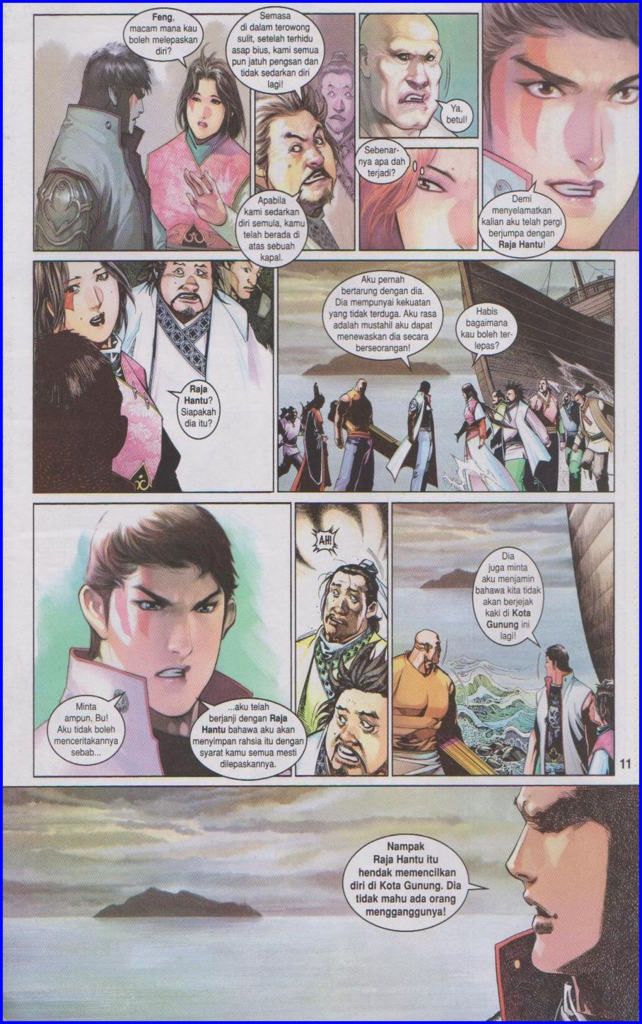 Feng,
macam mana kau
boleh melepaskan
diri?
Semasa
di dalam terowong
sulit, setelah terhidu
asap bius, kami semua
pun jatuh pengsan dan
tidak sedarkan diri
lagi!
Apabila
kami sedarkan
diri semula, kamu
telah berada di
atas sebuah
kapal.
Ya,
betul!
Sebenar-
nya apa dah
terjadi?
Demi
menyelamatkan
kalian aku telah pergi
berjumpa dengan
Raja Hantu!
Raja
Hantu?
Siapakah
dia itu?
Aku pernah
bertarung dengan dia.
Dia mempunyai kekuatan
yang tidak terduga. Aku rasa
adalah mustahil aku dapat
menewaskan dia secara
berseorangan!
Habis
bagaimana
kau boleh ter-
lepas?
Minta
ampun, Bu!
Aku tidak boleh
menceritakannya
sebab...
...aku telah
berjanji dengan Raja
Hantu bahawa aku akan
menyimpan rahsia itu dengan
syarat kamu semua mesti
dilepaskannya.
AH!
Dia
juga minta
aku menjamin
bahawa kita tidak
akan berjejak
kaki di Kota
Gunung ini
lagi!
11
Nampak
Raja Hantu itu
hendak memencilkan
diri di Kota Gunung. Dia
tidak mahu ada orang
mengganggunya!